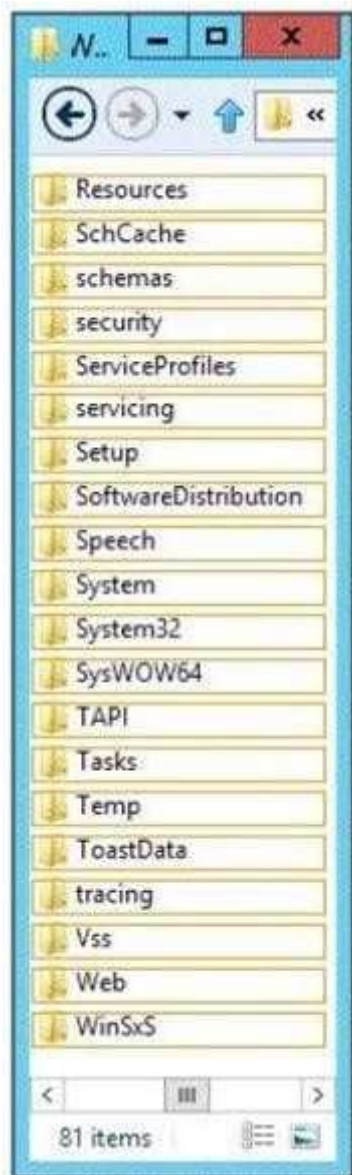 N..
«
Resources
SchCache
schemas
security
ServiceProfiles
servicing
Setup
SoftwareDistribution
Speech
System
System32
SysWOW64
TAPI
Tasks
Temp
ToastData
tracing
Vss
Web
WinSxS
81 items